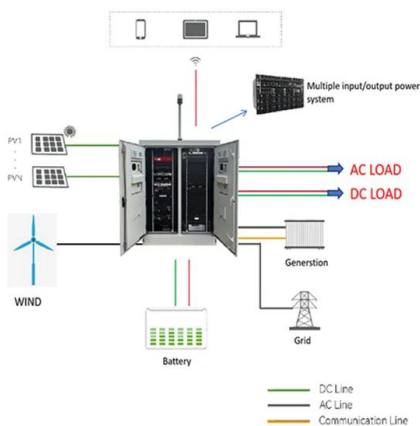 Multiple input/output power
system
PV1
PVN
AC LOAD
DC LOAD
WIND
Generstion
Battery
Grid
DC Line
AC Line
Communication Line